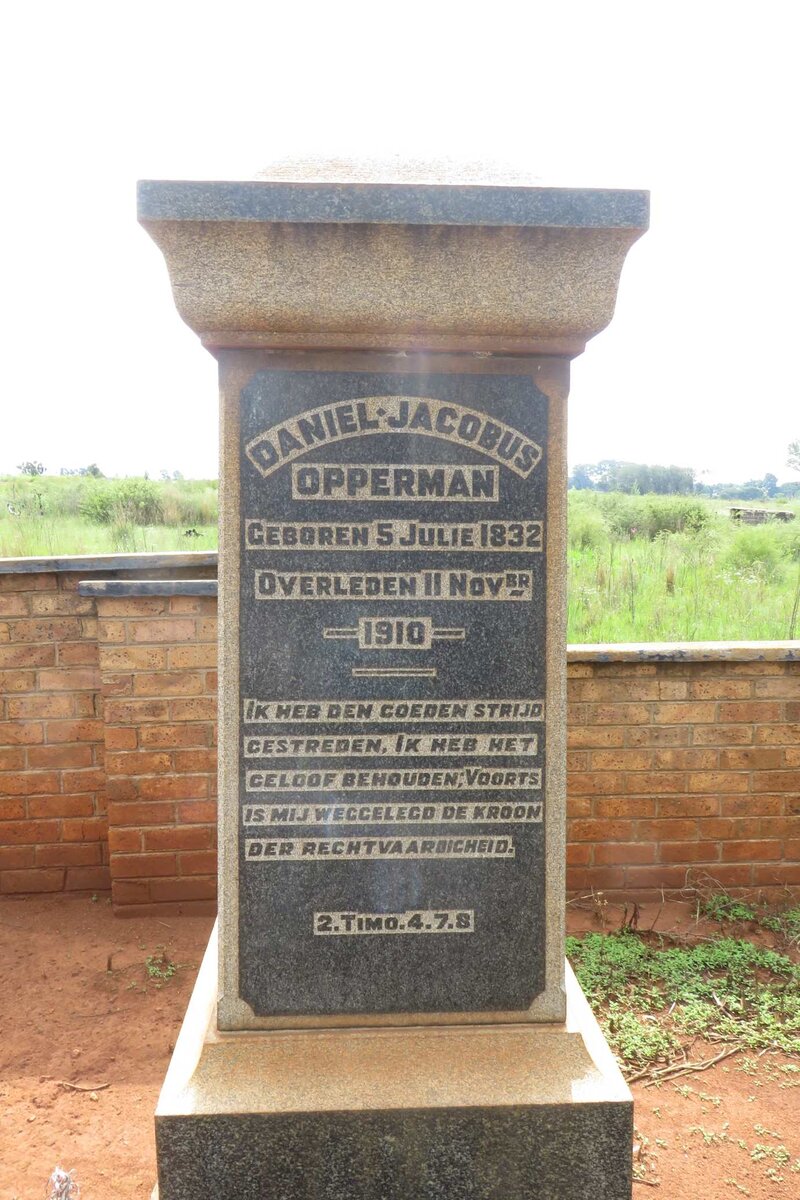 DANIEL·JACOBUS
OPPERMAN
GEBOREN 5 JULIE 1832
OVERLEDEN 11 NOVBR
1910
IK HEB DEN GOEDEN STRIJD
GESTREDEN, IK HEB HET
GELOOF BEHOUDEN; VOORTS
IS MIJ WEGGELEGD DE KROON
DER RECHTVAARDIGHEID.
2.TIMO.4.7.8